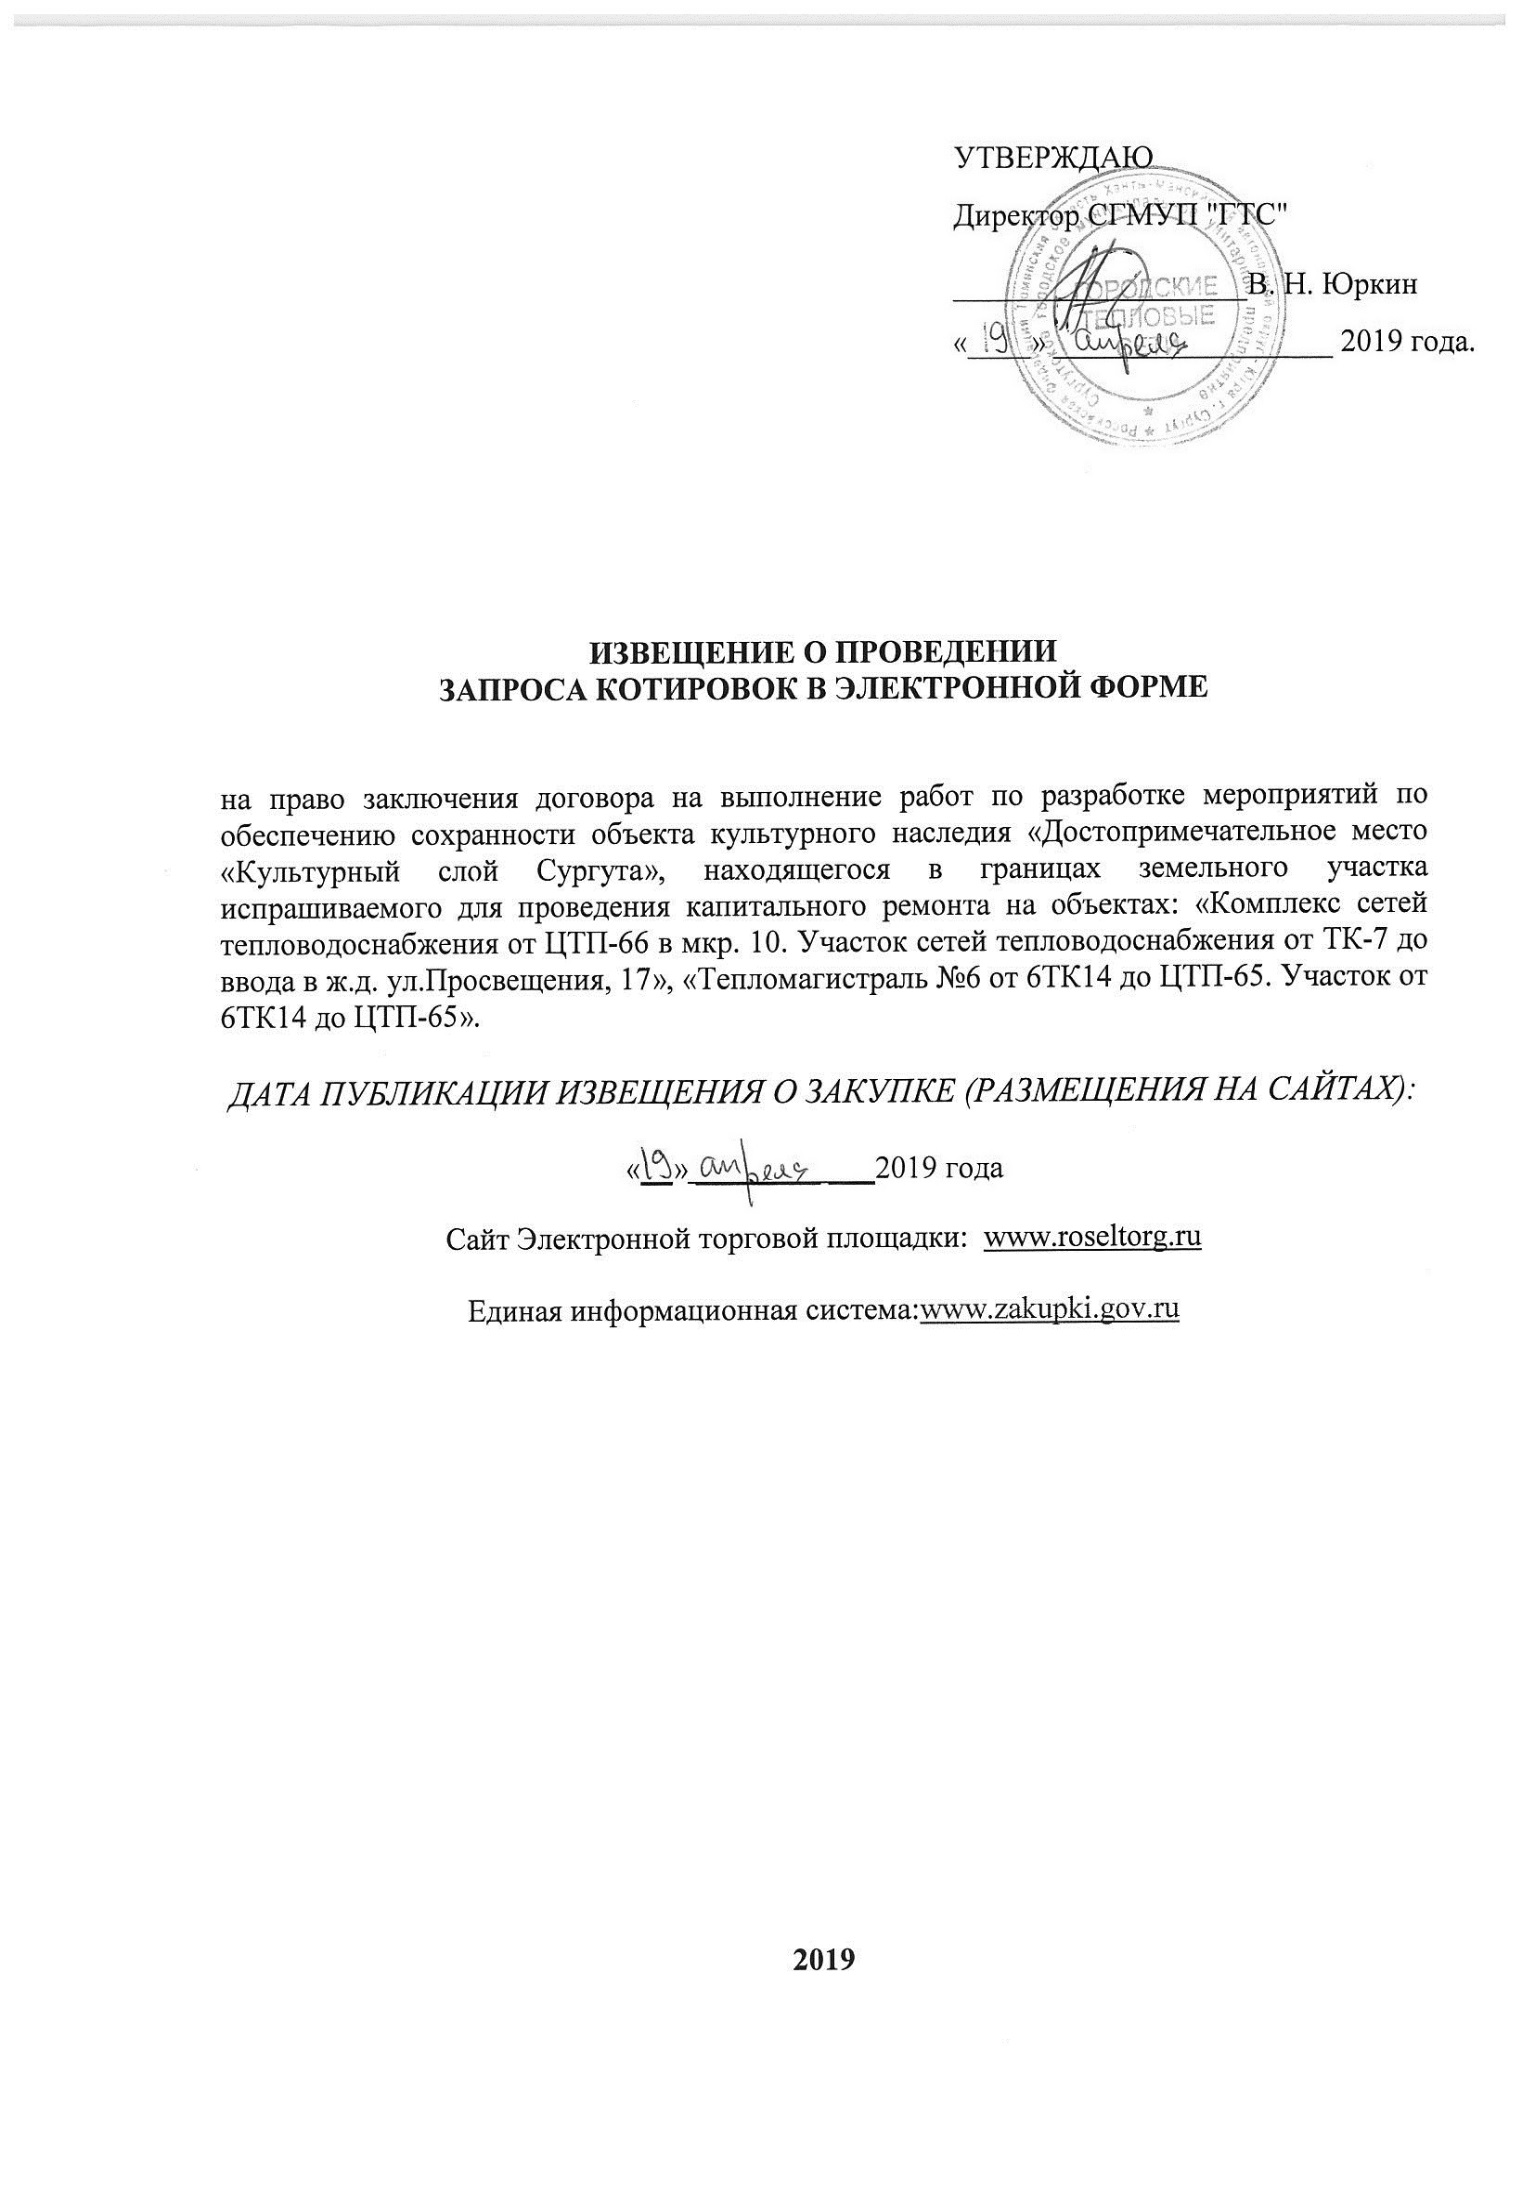 УТВЕРЖДАЮ
Директор СГМУП "ГТС"
В. Н. Юркин
«19» апреля 2019 года.
ГОРОДСКИЕ
ТЕПЛОВЫЕ
ИЗВЕЩЕНИЕ О ПРОВЕДЕНИИ
ЗАПРОСА КОТИРОВОК В ЭЛЕКТРОННОЙ ФОРМЕ
на право заключения договора на выполнение работ по разработке мероприятий по
обеспечению сохранности объекта культурного наследия «Достопримечательное место
«Культурный слой Сургута», находящегося в границах земельного участка
испрашиваемого для проведения капитального ремонта на объектах: «Комплекс сетей
тепловодоснабжения от ЦТП-66 в мкр. 10. Участок сетей тепловодоснабжения от ТК-7 до
ввода в ж.д. ул.Просвещения, 17», «Тепломагистраль №6 от 6ТК14 до ЦТП-65. Участок от
6ТК14 до ЦТП-65».
ДАТА ПУБЛИКАЦИИ ИЗВЕЩЕНИЯ О ЗАКУПКЕ (РАЗМЕЩЕНИЯ НА САЙТАХ):
«19» апреля 2019 года
Сайт Электронной торговой площадки: www.roseltorg.ru
Единая информационная система:www.zakupki.gov.ru
2019